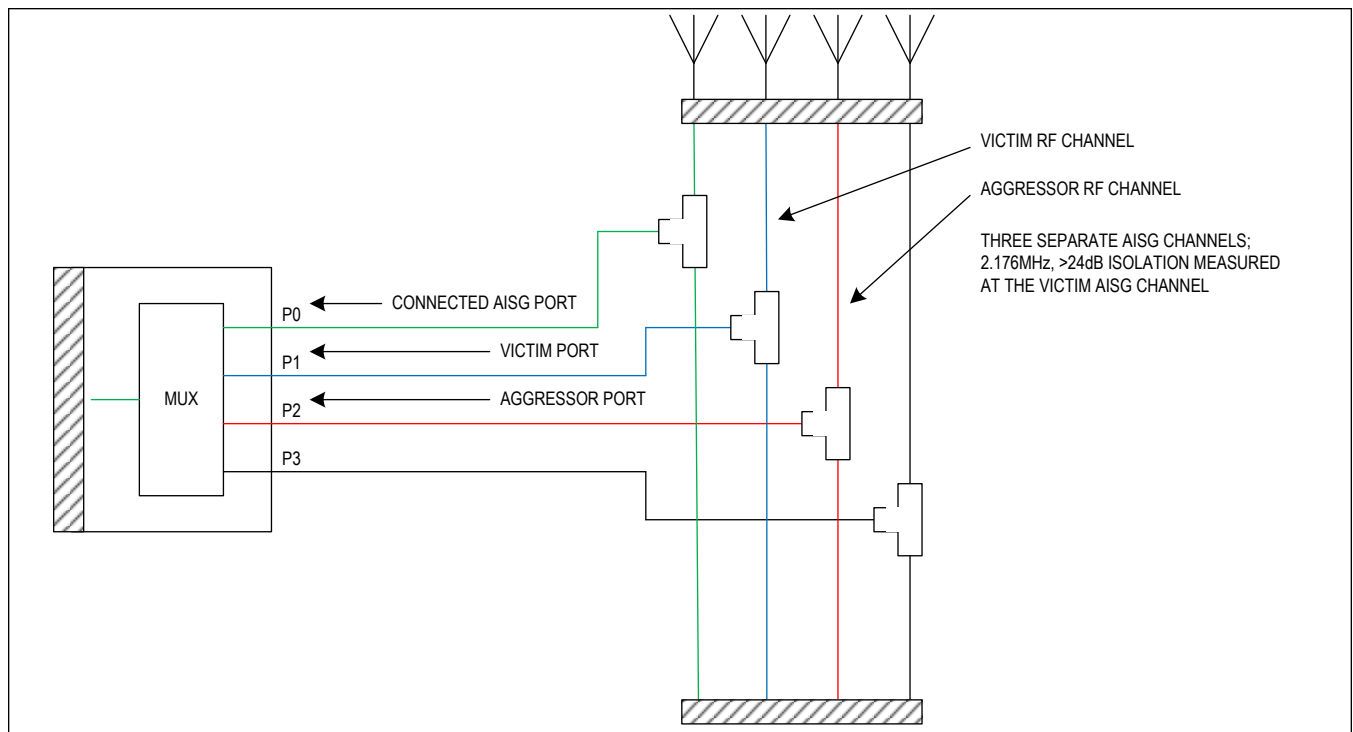 VICTIM RF CHANNEL
AGGRESSOR RF CHANNEL
THREE SEPARATE AISG CHANNELS;
2.176MHz, >24dB ISOLATION MEASURED
AT THE VICTIM AISG CHANNEL
CONNECTED AISG PORT
P0
VICTIM PORT
P1
MUX
AGGRESSOR PORT
P2
P3